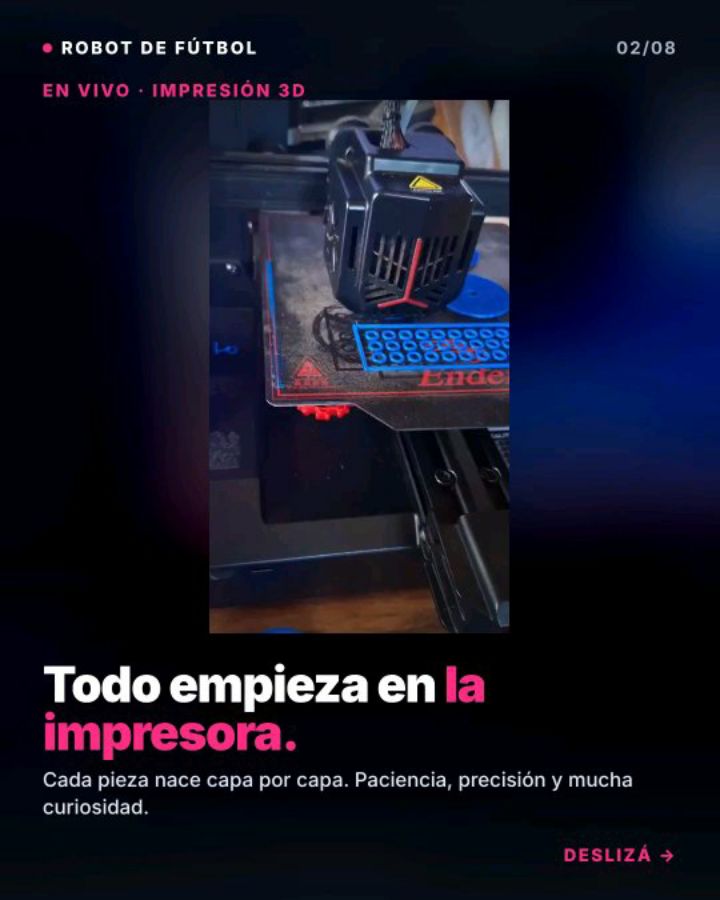 ROBOT DE FÚTBOL
02/08
EN VIVO · IMPRESIÓN 3D
Todo empieza en la
impresora.
Cada pieza nace capa por capa. Paciencia, precisión y mucha
curiosidad.
DESLIZÁ →